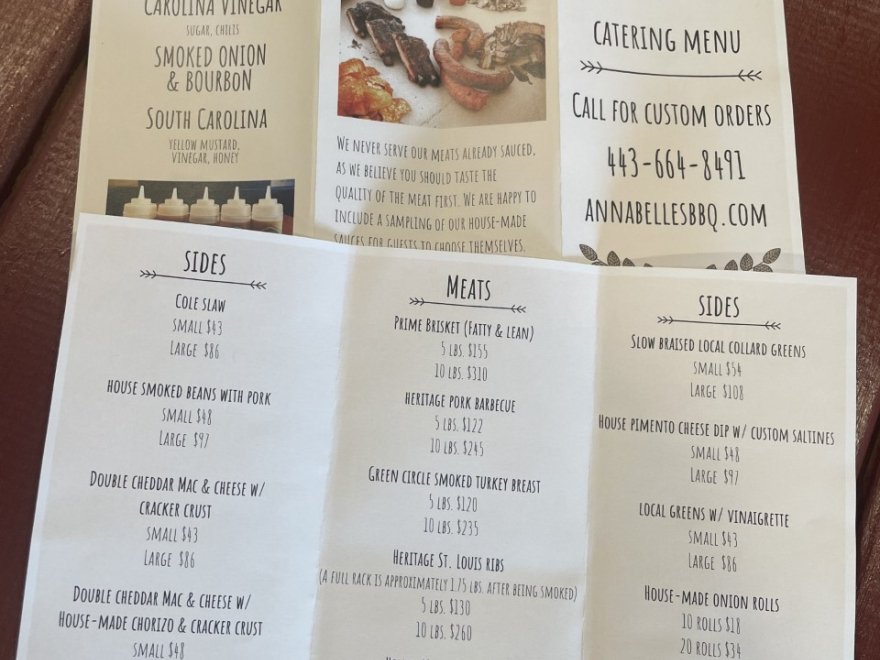 CAROLINA VINEGAR
SUGAR, CHILIS
SMOKED ONION
& BOURBON
SOUTH CAROLINA
YELLOW MUSTARD,
VINEGAR, HONEY
WE NEVER SERVE OUR MEATS ALREADY SAUCED,
AS WE BELIEVE YOU SHOULD TASTE THE
QUALITY OF THE MEAT FIRST. WE ARE HAPPY TO
INCLUDE A SAMPLING OF OUR HOUSE-MADE
SAUCES FOR GUESTS TO CHOOSE THEMSELVES.
CATERING MENU
CALL FOR CUSTOM ORDERS
443-664-8491
ANNABELLESBBQ.COM
SIDES
COLE SLAW
SMALL $43
LARGE $86
HOUSE SMOKED BEANS WITH PORK
SMALL $48
LARGE $97
DOUBLE CHEDDAR MAC & CHEESE W/
CRACKER CRUST
SMALL $43
LARGE $86
DOUBLE CHEDDAR MAC & CHEESE W/
HOUSE-MADE CHORIZO & CRACKER CRUST
SMALL $48
MEATS
PRIME BRISKET (FATTY & LEAN)
5 LBS. $155
10 LBS. $310
HERITAGE PORK BARBECUE
5 LBS. $122
10 LBS. $245
GREEN CIRCLE SMOKED TURKEY BREAST
5 LBS. $120
10 LBS. $235
HERITAGE ST. LOUIS RIBS
(A FULL RACK IS APPROXIMATELY 1.75 LBS. AFTER BEING SMOKED)
5 LBS. $130
10 LBS. $260
SIDES
SLOW BRAISED LOCAL COLLARD GREENS
SMALL $54
LARGE $108
HOUSE PIMENTO CHEESE DIP W/ CUSTOM SALTINES
SMALL $48
LARGE $97
LOCAL GREENS W/ VINAIGRETTE
SMALL $43
LARGE $86
HOUSE-MADE ONION ROLLS
10 ROLLS $18
20 ROLLS $34